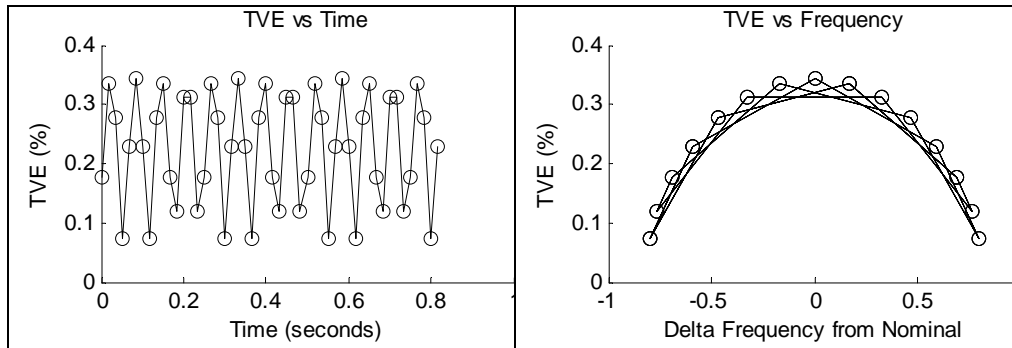 TVE vs Time
0.4
0.3
0.2
0.1
0
TVE (%)
0 0.2 0.4 0.6 0.8
Time (seconds)
TVE vs Frequency
0.4
0.3
0.2
0.1
0
TVE (%)
-1 -0.5 0 0.5
Delta Frequency from Nominal